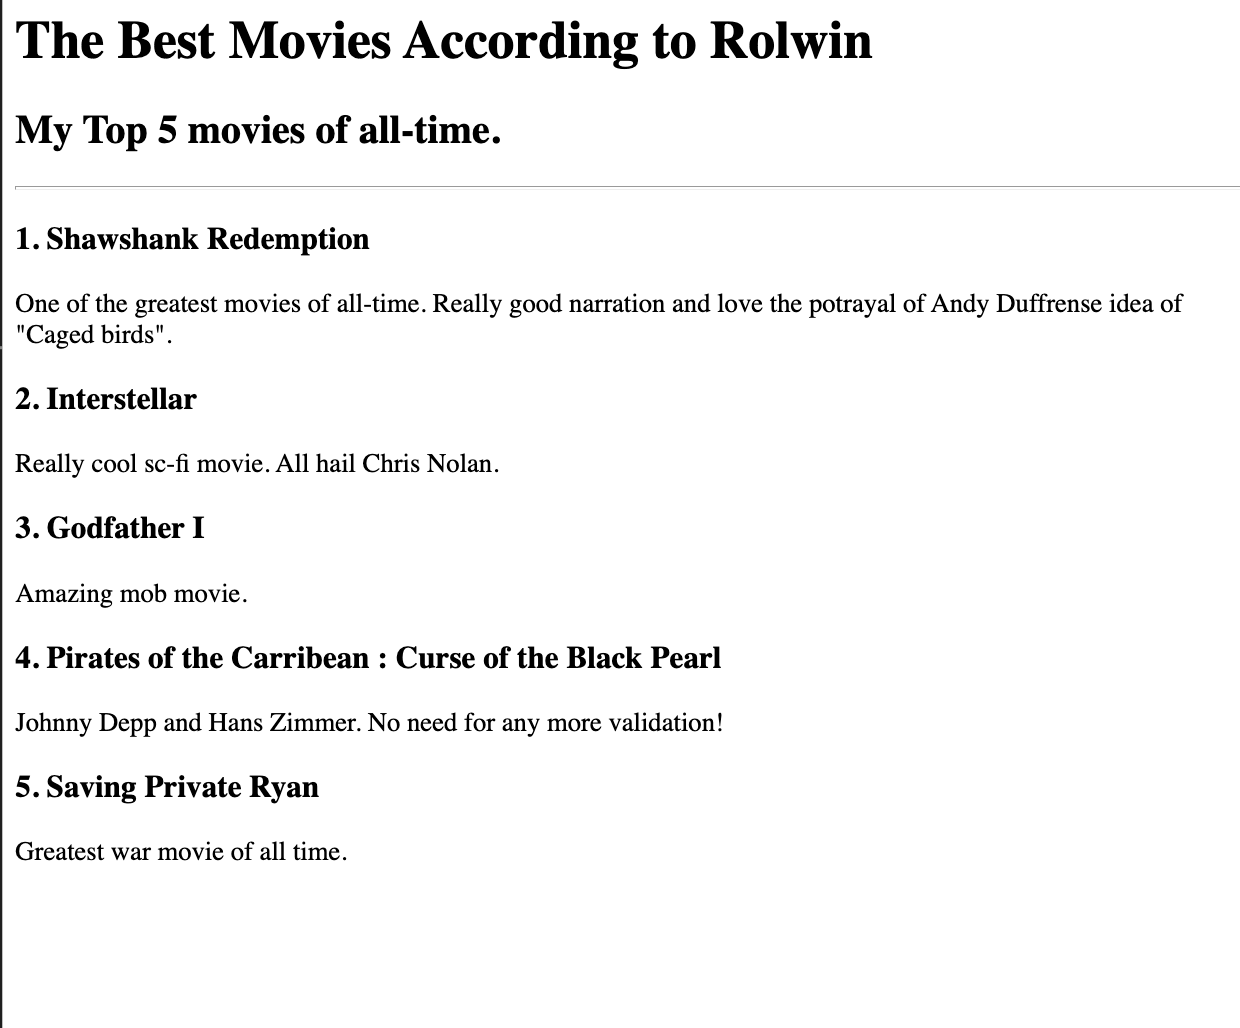 The Best Movies According to Rolwin
My Top 5 movies of all-time.
1. Shawshank Redemption
One of the greatest movies of all-time. Really good narration and love the potrayal of Andy Duffrense idea of
"Caged birds".
2. Interstellar
Really cool sc-fi movie. All hail Chris Nolan.
3. Godfather I
Amazing mob movie.
4. Pirates of the Carribean : Curse of the Black Pearl
Johnny Depp and Hans Zimmer. No need for any more validation!
5. Saving Private Ryan
Greatest war movie of all time.